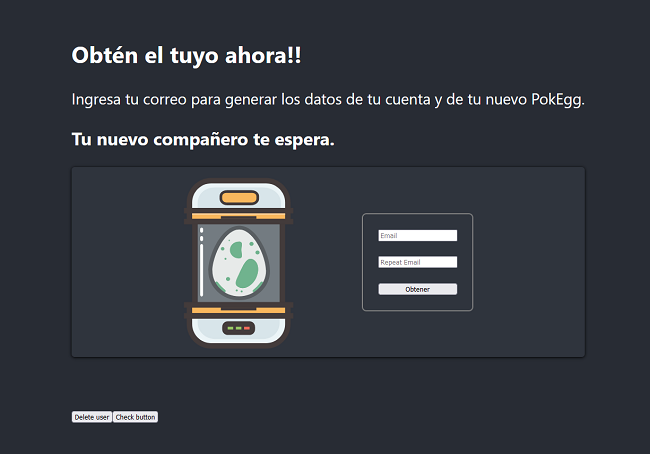 Obtén el tuyo ahora!!
Ingresa tu correo para generar los datos de tu cuenta y de tu nuevo PokEgg.
Tu nuevo compañero te espera.
Email
Repeat Email
Obtener
Delete user Check button